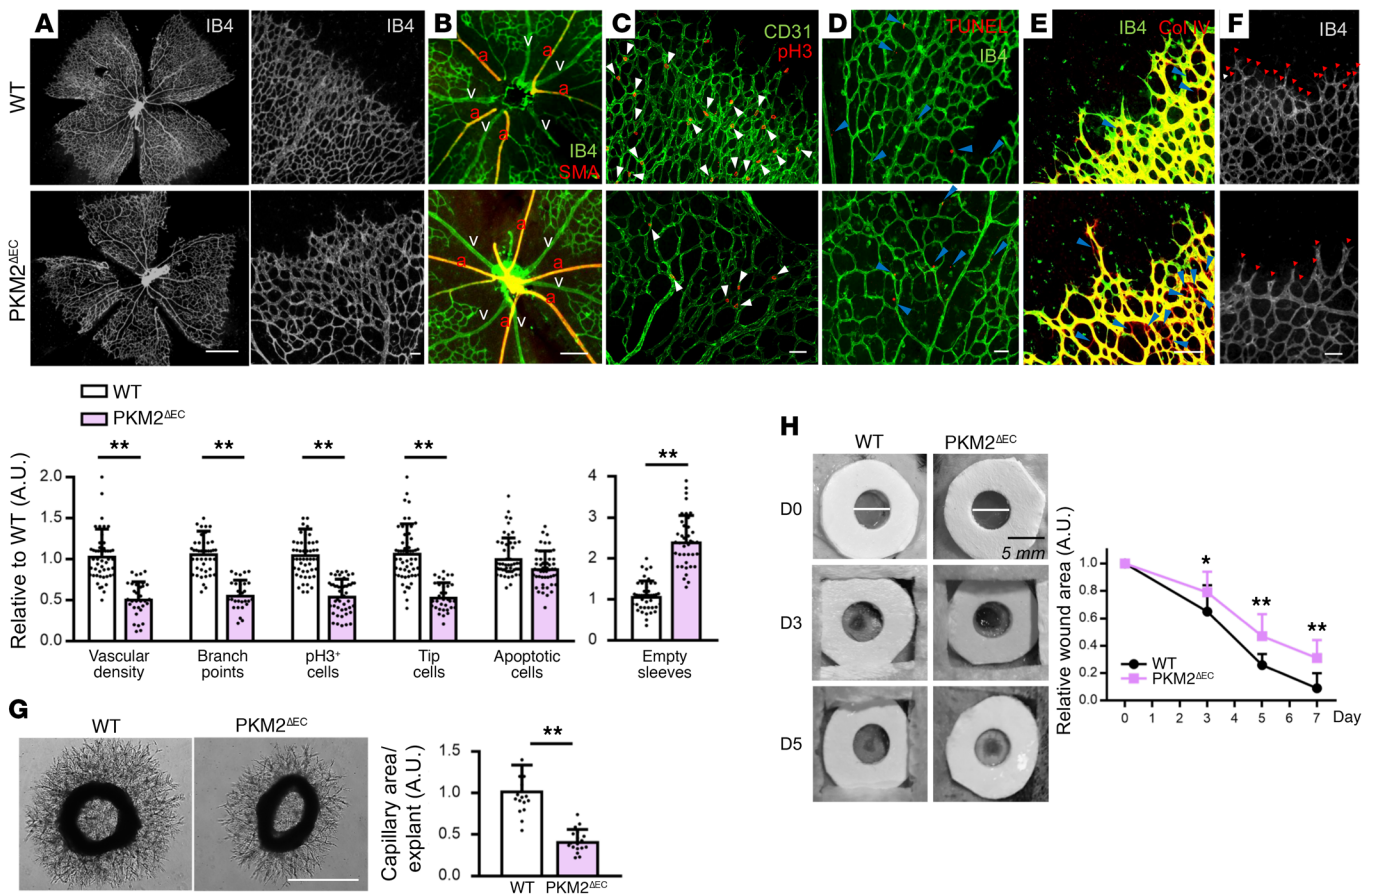 A
IB4
IB4
B
v
a
a
v
v
a
a
v
a
v
IB4
SMA
C
CD31
pH3
D
TUNEL
IB4
E
IB4
CoNV
F
IB4
WT
PKM2ΔEC
a
v
v
a
a
v
a
v
a
v
WT
PKM2ΔEC
Relative to WT (A.U.)
2.0
1.5
1.0
0.5
0.0
**
**
**
**
Vascular
density
Branch
points
pH3+
cells
Tip
cells
Apoptotic
cells
4
3
2
1
0
**
Empty
sleeves
G
WT
PKM2ΔEC
Capillary area/
explant (A.U.)
1.5
1.0
0.5
0.0
**
WT
PKM2ΔEC
H
WT
PKM2ΔEC
D0
5 mm
D3
D5
Relative wound area (A.U.)
1.0
0.8
0.6
0.4
0.2
0.0
*
**
**
WT
PKM2ΔEC
0 1 2 3 4 5 6 7 Day